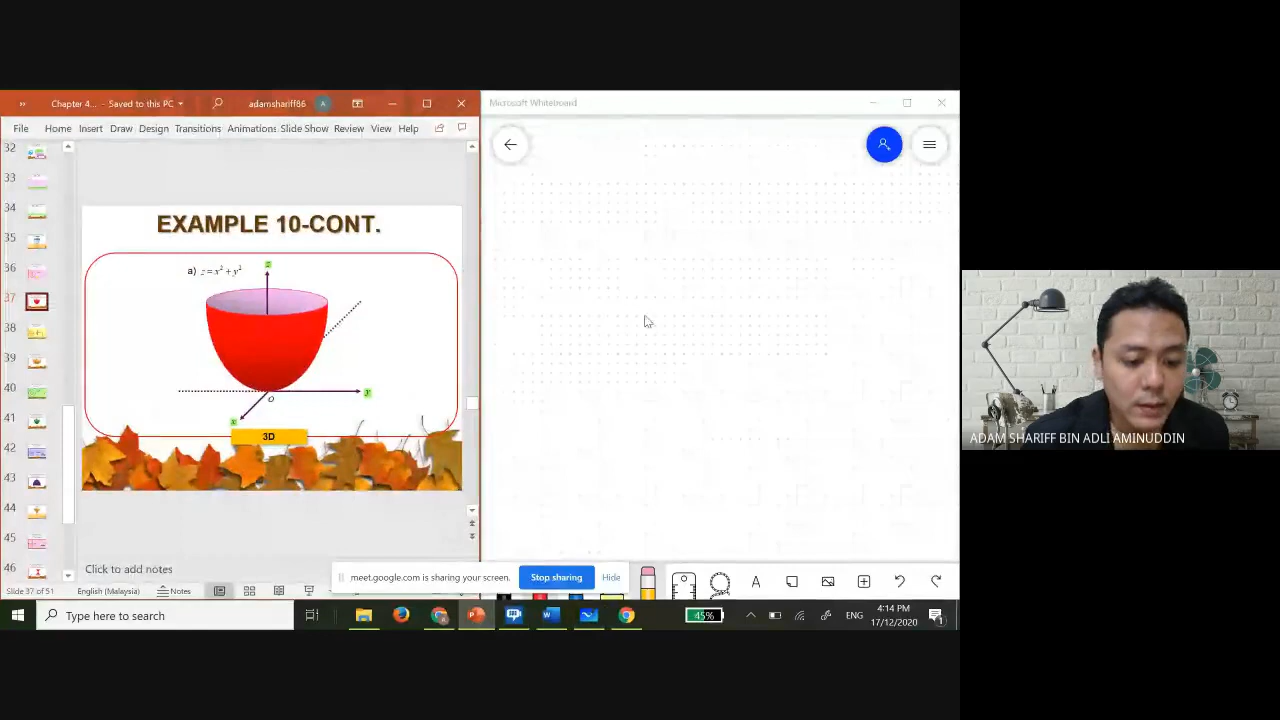 Chapter 4... - Saved to this PC
adamshariff86
A
Microsoft Whiteboard
File Home Insert Draw Design Transitions Animations Slide Show Review View Help
32
33
34
35
36
37
38
39
40
41
42
43
44
45
46
EXAMPLE 10-CONT.
a) z = x² + y²
z
y
O
x
3D
Click to add notes
Slide 37 of 51
English (Malaysia)
Notes
meet.google.com is sharing your screen.
Stop sharing
Hide
A
ADAM SHARIFF BIN ADLI AMINUDDIN
Type here to search
45%
ENG
4:14 PM
17/12/2020
1